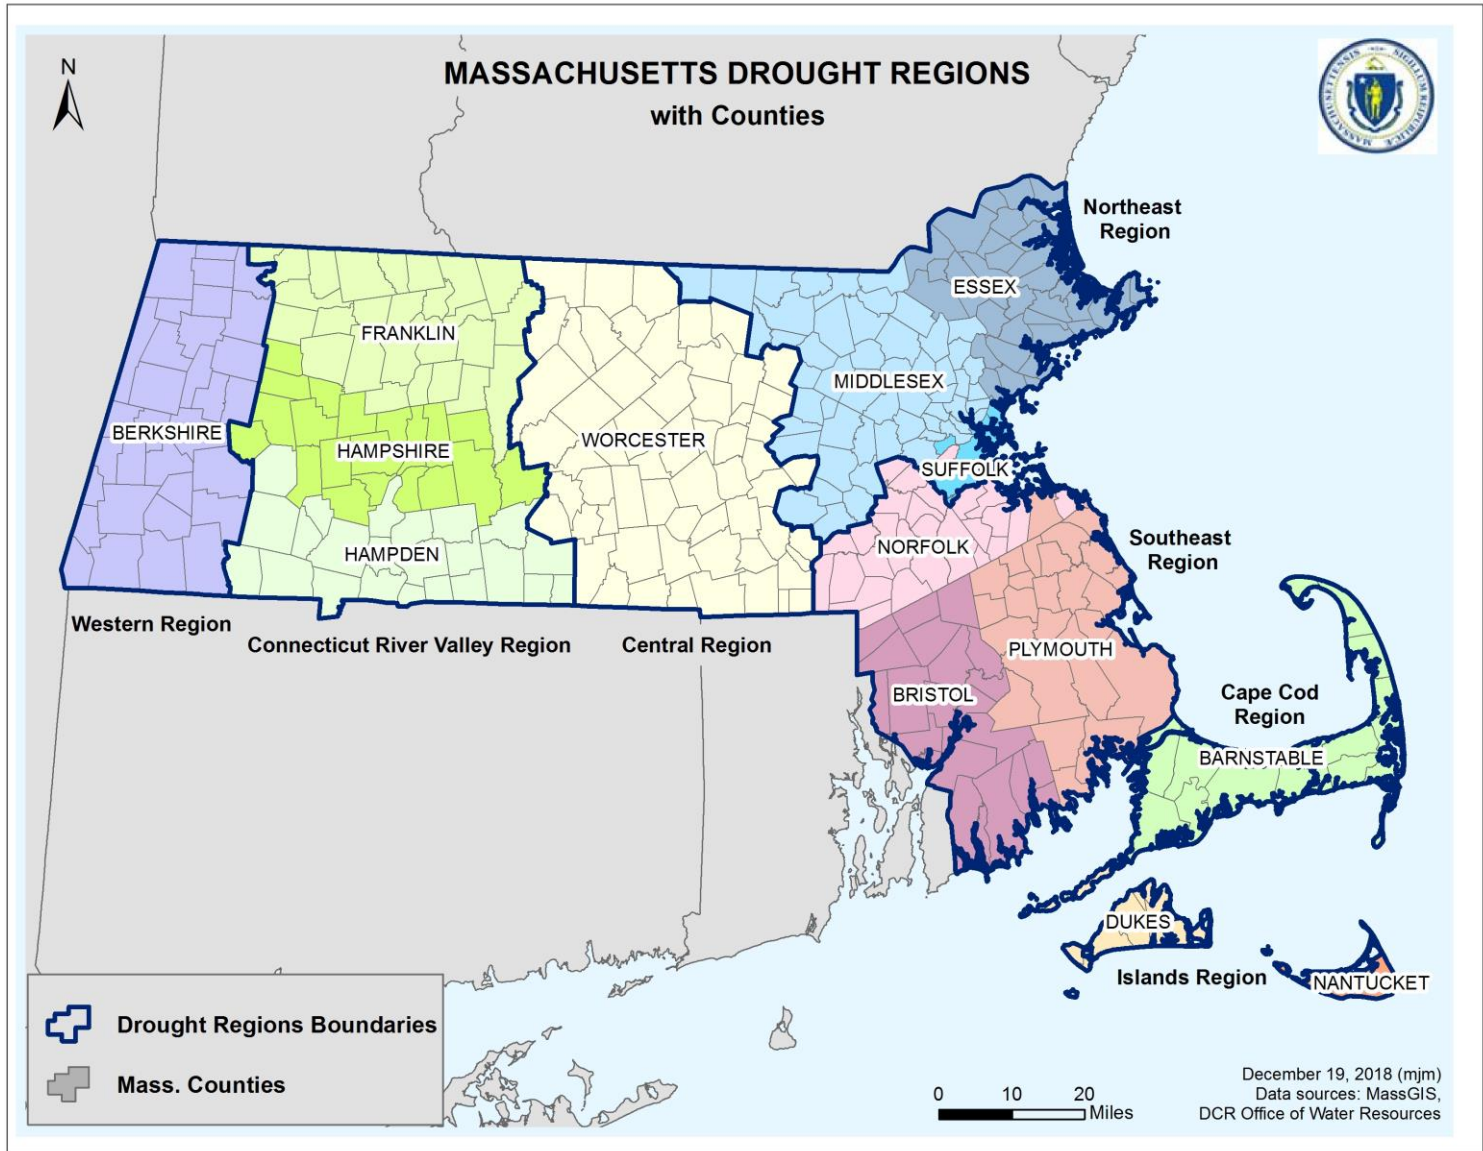 MASSACHUSETTS DROUGHT REGIONS
with Counties
N
MASSACHUSETTENSIS SIGILLUM REIPUBLICÆ
Northeast
Region
ESSEX
FRANKLIN
MIDDLESEX
BERKSHIRE
HAMPSHIRE
WORCESTER
SUFFOLK
HAMPDEN
NORFOLK
Southeast
Region
Western Region
Connecticut River Valley Region
Central Region
PLYMOUTH
BRISTOL
Cape Cod
Region
BARNSTABLE
DUKES
Islands Region
NANTUCKET
Drought Regions Boundaries
Mass. Counties
0 10 20
Miles
December 19, 2018 (mjm)
Data sources: MassGIS,
DCR Office of Water Resources